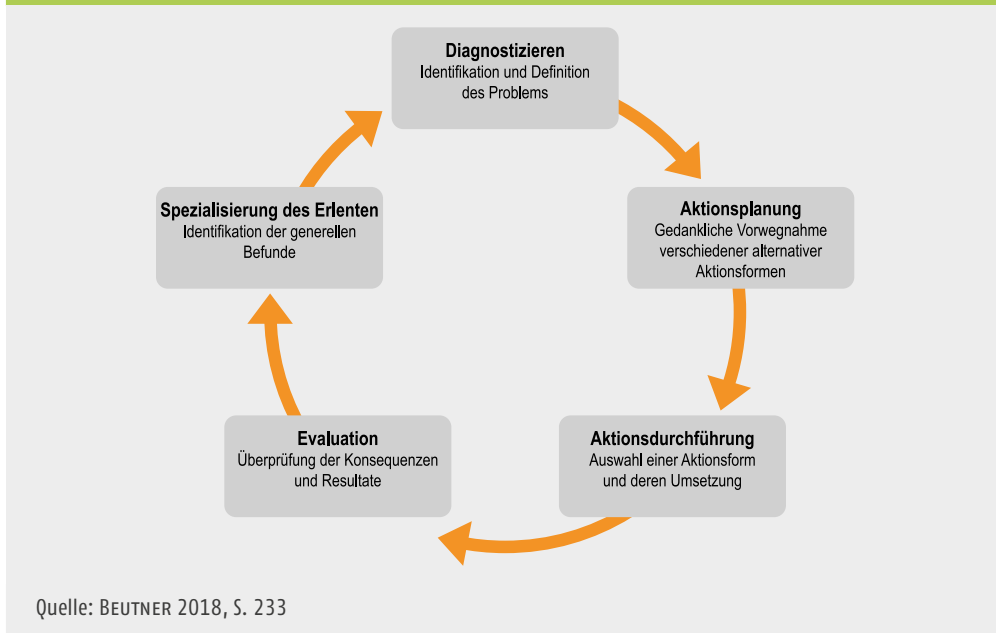 Diagnostizieren
Identifikation und Definition
des Problems
Aktionsplanung
Gedankliche Vorwegnahme
verschiedener alternativer
Aktionsformen
Aktionsdurchführung
Auswahl einer Aktionsform
und deren Umsetzung
Evaluation
Überprüfung der Konsequenzen
und Resultate
Spezialisierung des Erlenten
Identifikation der generellen
Befunde
Quelle: BEUTNER 2018, S. 233